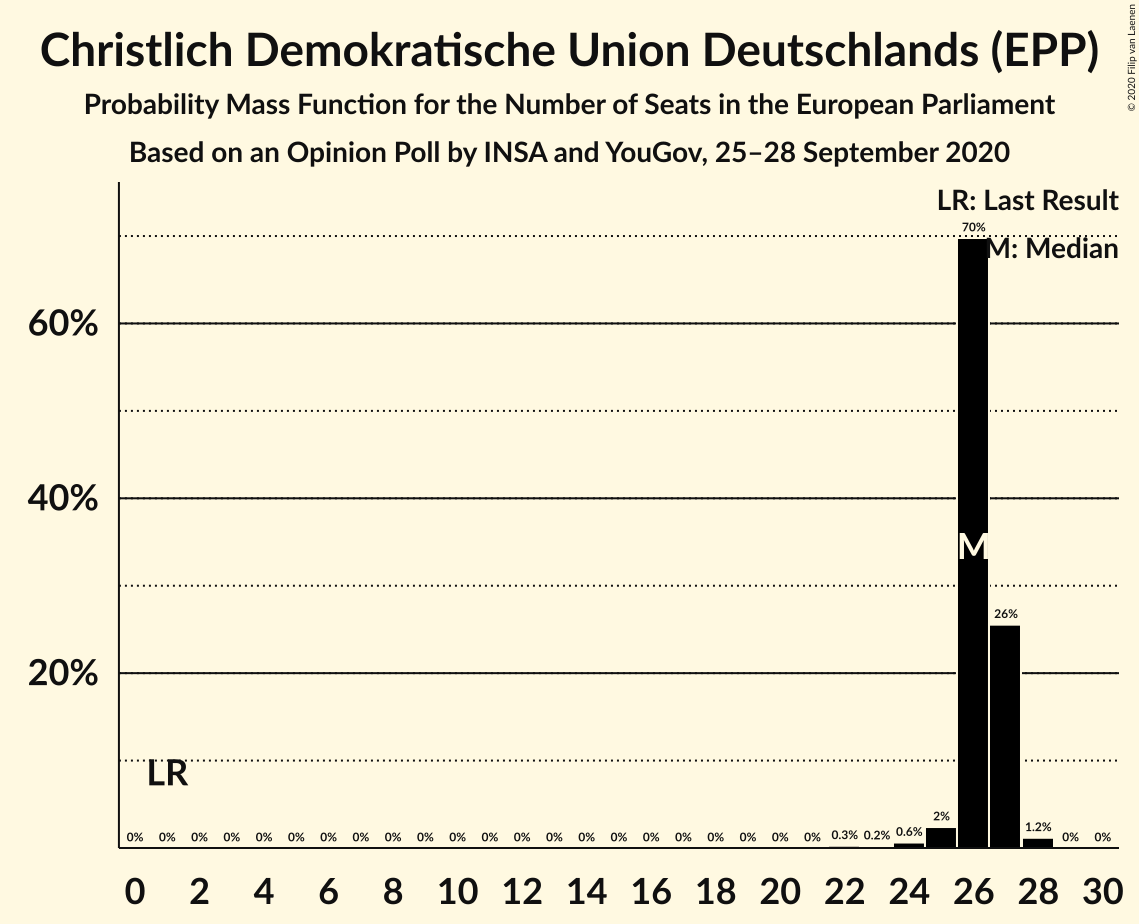 Christlich Demokratische Union Deutschlands (EPP)
Probability Mass Function for the Number of Seats in the European Parliament
Based on an Opinion Poll by INSA and YouGov, 25–28 September 2020
© 2020 Filip van Laenen
LR: Last Result
M: Median
70%
60%
40%
M
26%
20%
LR
0% 0% 0% 0% 0% 0% 0% 0% 0% 0% 0% 0% 0% 0% 0% 0% 0% 0% 0% 0% 0% 0% 0.3% 0.2% 0.6% 2% 1.2% 0% 0%
0 2 4 6 8 10 12 14 16 18 20 22 24 26 28 30